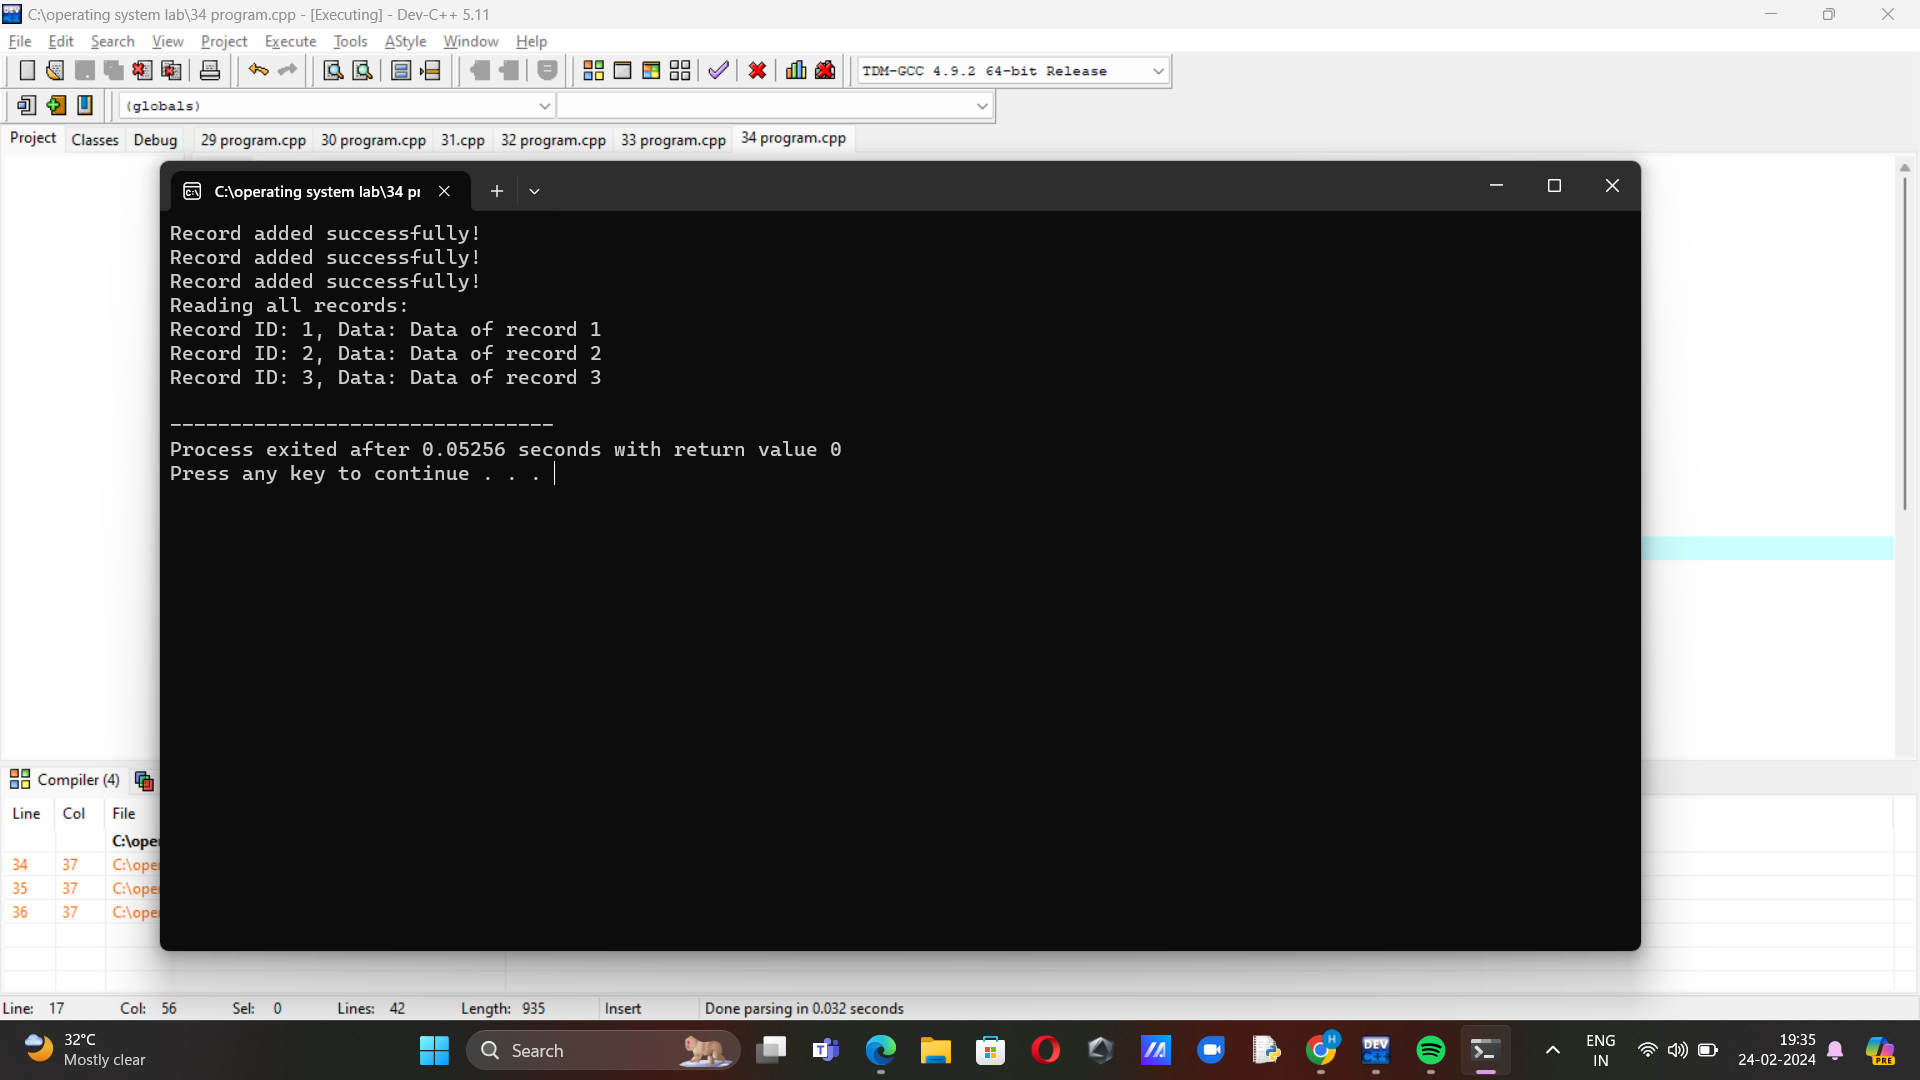 C:\operating system lab\34 program.cpp - [Executing] - Dev-C++ 5.11
File Edit Search View Project Execute Tools AStyle Window Help
TDM-GCC 4.9.2 64-bit Release
(globals)
Project Classes Debug 29 program.cpp 30 program.cpp 31.cpp 32 program.cpp 33 program.cpp 34 program.cpp
C:\operating system lab\34 pr
Record added successfully!
Record added successfully!
Record added successfully!
Reading all records:
Record ID: 1, Data: Data of record 1
Record ID: 2, Data: Data of record 2
Record ID: 3, Data: Data of record 3
--------------------------------
Process exited after 0.05256 seconds with return value 0
Press any key to continue . . .
Compiler (4)
Line Col File
C:\ope
34 37 C:\ope
35 37 C:\ope
36 37 C:\ope
Line: 17 Col: 56 Sel: 0 Lines: 42 Length: 935 Insert Done parsing in 0.032 seconds
32°C
Mostly clear
Search
ENG
IN
19:35
24-02-2024